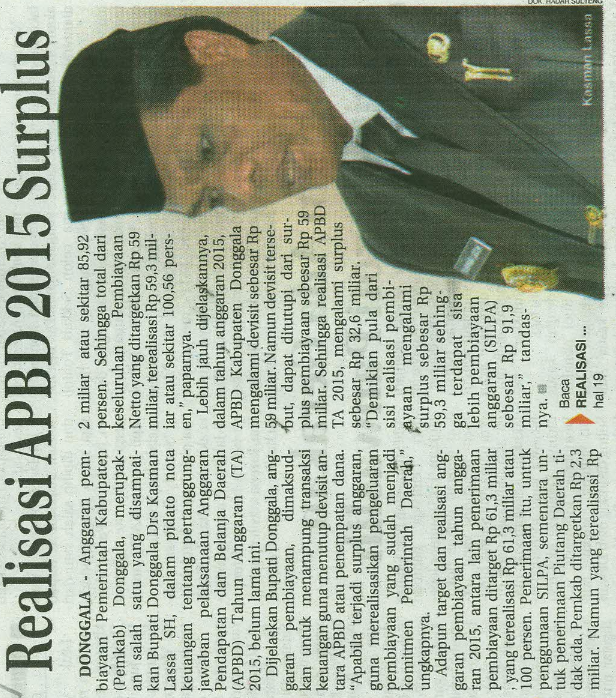 DOK. RADAR SULTENG
Kasman Lassa
Realisasi APBD 2015 Surplus
DONGGALA - Anggaran pem-
biayaan Pemerintah Kabupaten
(Pemkab) Donggala, merupak-
an salah satu yang disampai-
kan Bupati Donggala Drs Kasman
Lassa SH, dalam pidato nota
keuangan tentang pertanggung-
jawaban pelaksanaan Anggaran
Pendapatan dan Belanja Daerah
(APBD) Tahun Anggaran (TA)
2015, belum lama ini.
Dijelaskan Bupati Donggala, ang-
garan pembiayaan, dimaksud-
kan untuk menampung transaksi
keuangan guna menutup devisit an-
tara APBD atau penempatan dana.
“Apabila terjadi surplus anggaran,
guna merealisasikan pengeluaran
pembiayaan yang sudah menjadi
komitmen Pemerintah Daerah,”
ungkapnya.
Adapun target dan realisasi ang-
garan pembiayaan tahun angga-
ran 2015, antara lain penerimaan
pembiayaan ditarget Rp 61,3 miliar
yang terealisasi Rp 61,3 miliar atau
100 persen. Penerimaan itu, untuk
penggunaan SILPA, sementara un-
tuk penerimaan Piutang Daerah ti-
dak ada. Pemkab ditargetkan Rp 2,3
miliar. Namun yang terealisasi Rp
2 miliar atau sekitar 85,92
persen. Sehingga total dari
keseluruhan Pembiayaan
Netto yang ditargetkan Rp 59
miliar, terealisasi Rp 59,3 mil-
iar atau sekitar 100,56 pers-
en,” paparnya.
Lebih jauh dijelaskannya,
dalam tahun anggaran 2015,
APBD Kabupaten Donggala
mengalami devisit sebesar Rp
59 miliar. Namun devisit terse-
but, dapat ditutupi dari sur-
plus pembiayaan sebesar Rp 59
miliar. Sehingga realisasi APBD
TA 2015, mengalami surplus
sebesar Rp 32,6 miliar.
“Demikian pula dari
sisi realisasi pembi-
ayaan mengalami
surplus sebesar Rp
59,3 miliar sehing-
ga terdapat sisa
lebih pembiayaan
anggaran (SILPA)
sebesar Rp 91,9
miliar,” tandas-
nya.
Baca
REALISASI...
hal 19